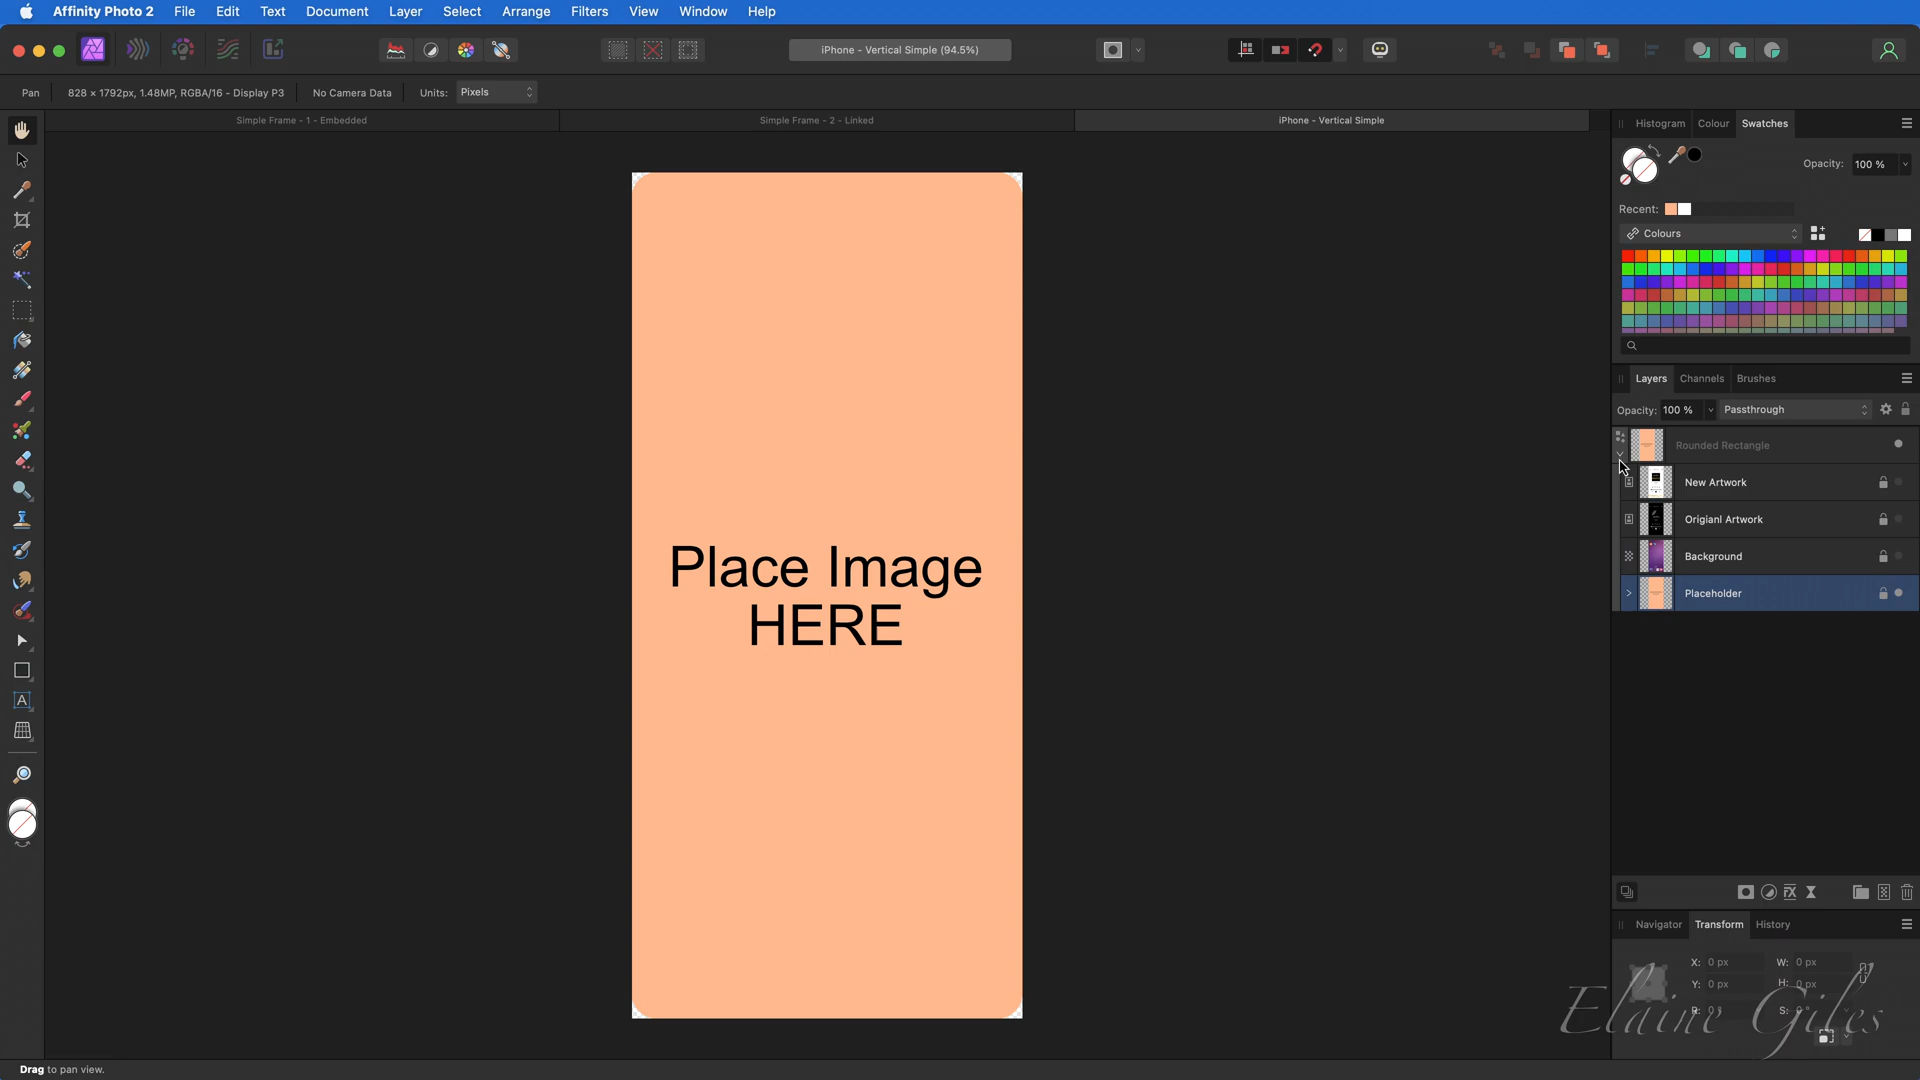 Affinity Photo 2 File Edit Text Document Layer Select Arrange Filters View Window Help
iPhone - Vertical Simple (94.5%)
Pan 828 × 1792px, 1.48MP, RGBA/16 - Display P3 No Camera Data Units: Pixels
Simple Frame - 1 - Embedded Simple Frame - 2 - Linked iPhone - Vertical Simple
Histogram Colour Swatches
Opacity: 100 %
Recent:
Colours
Layers Channels Brushes
Opacity: 100 % Passthrough
Rounded Rectangle
New Artwork
Origianl Artwork
Background
Placeholder
Place Image
HERE
Navigator Transform History
X: 0 px W: 0 px
Y: 0 px H: 0 px
R: 0 ° S: 0 °
Elaine Giles
Drag to pan view.